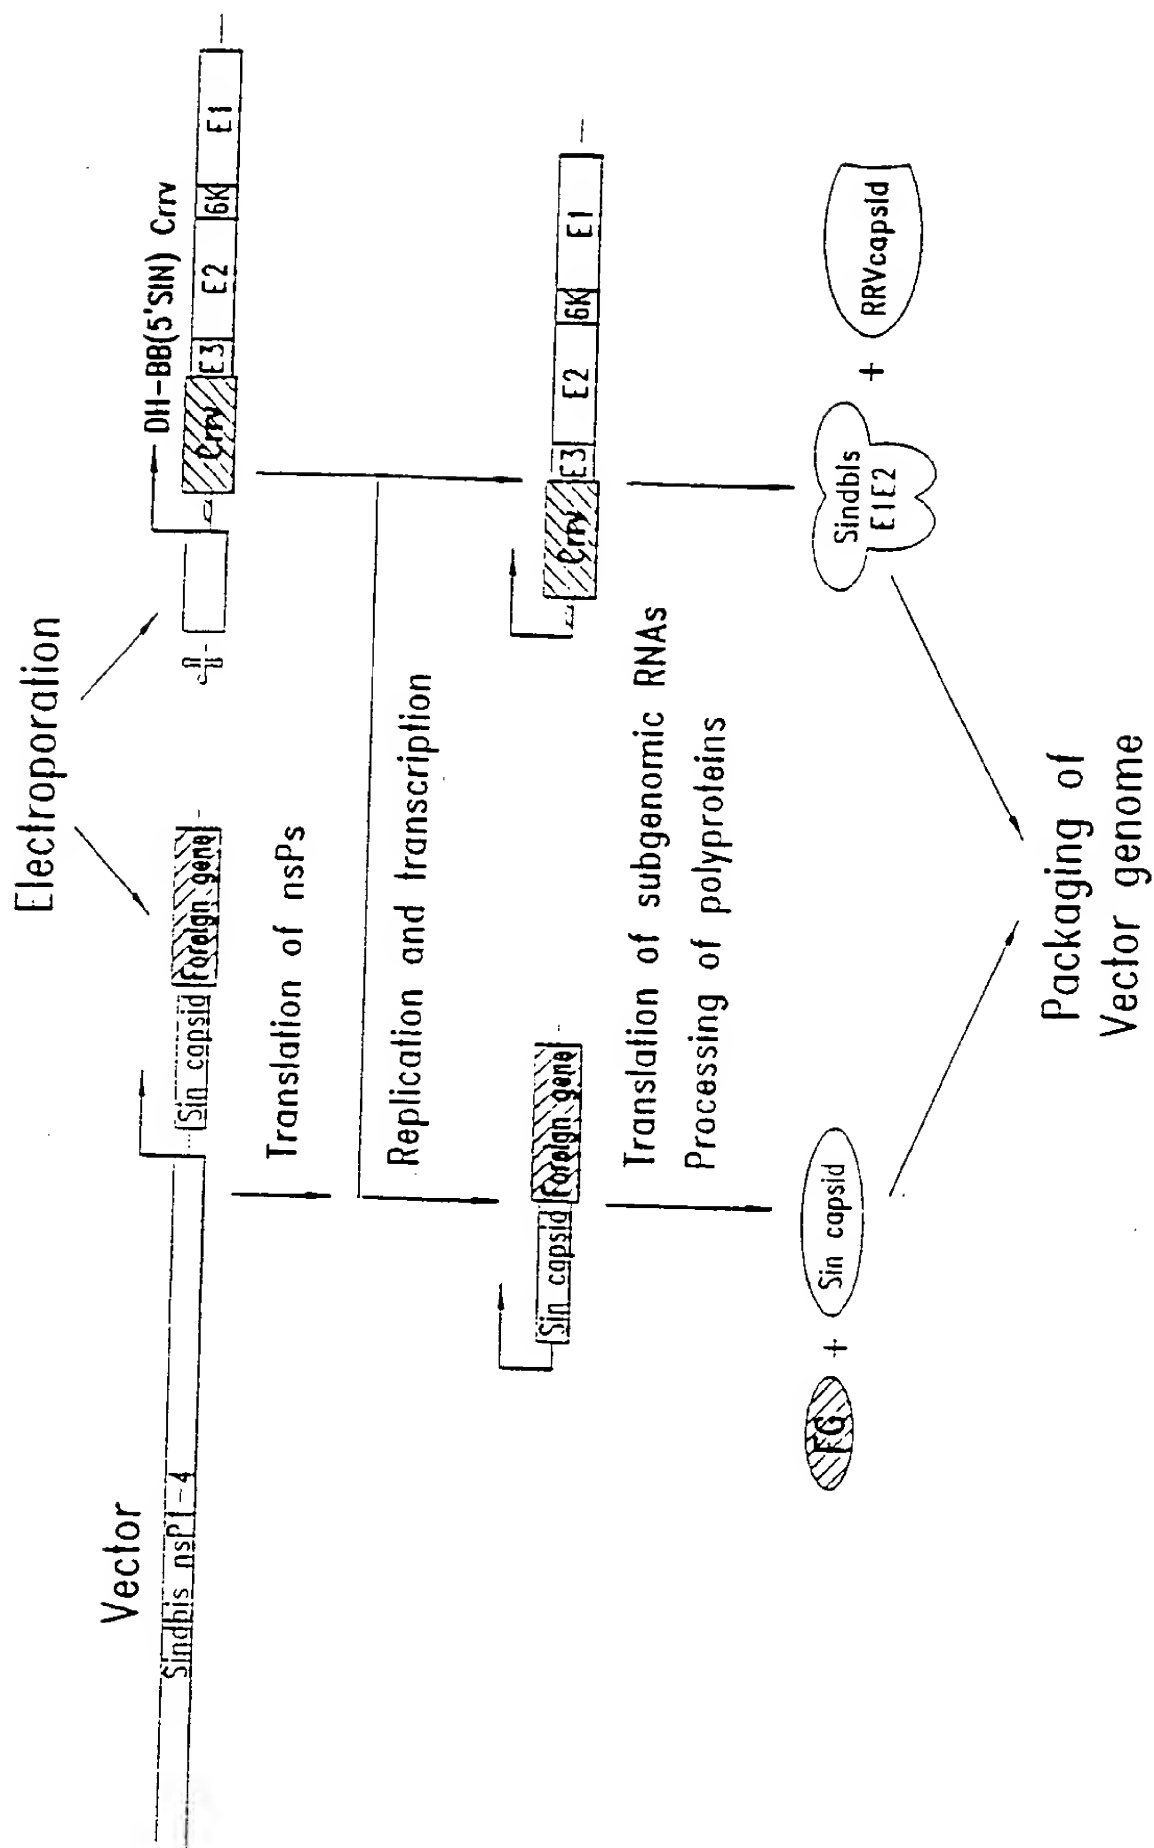 Electroporation
Vector
DH-BB(5'SIN) Crrv
Sindbis nsP1-4
Sin capsid
Foreign gene
Crrv
E3
E2
6K
E1
Translation of nsPs
Replication and transcription
Sin capsid
Foreign gene
Crrv
E3
E2
6K
E1
Translation of subgenomic RNAs
Processing of polyproteins
FG
+
Sin capsid
Sindbis
E1E2
+
RRVcapsid
Packaging of
Vector genome